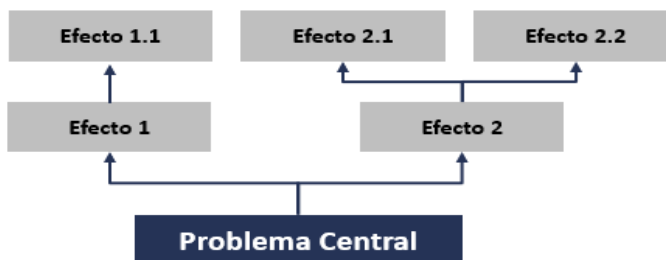 Efecto 1.1
Efecto 2.1
Efecto 2.2
Efecto 1
Efecto 2
Problema Central